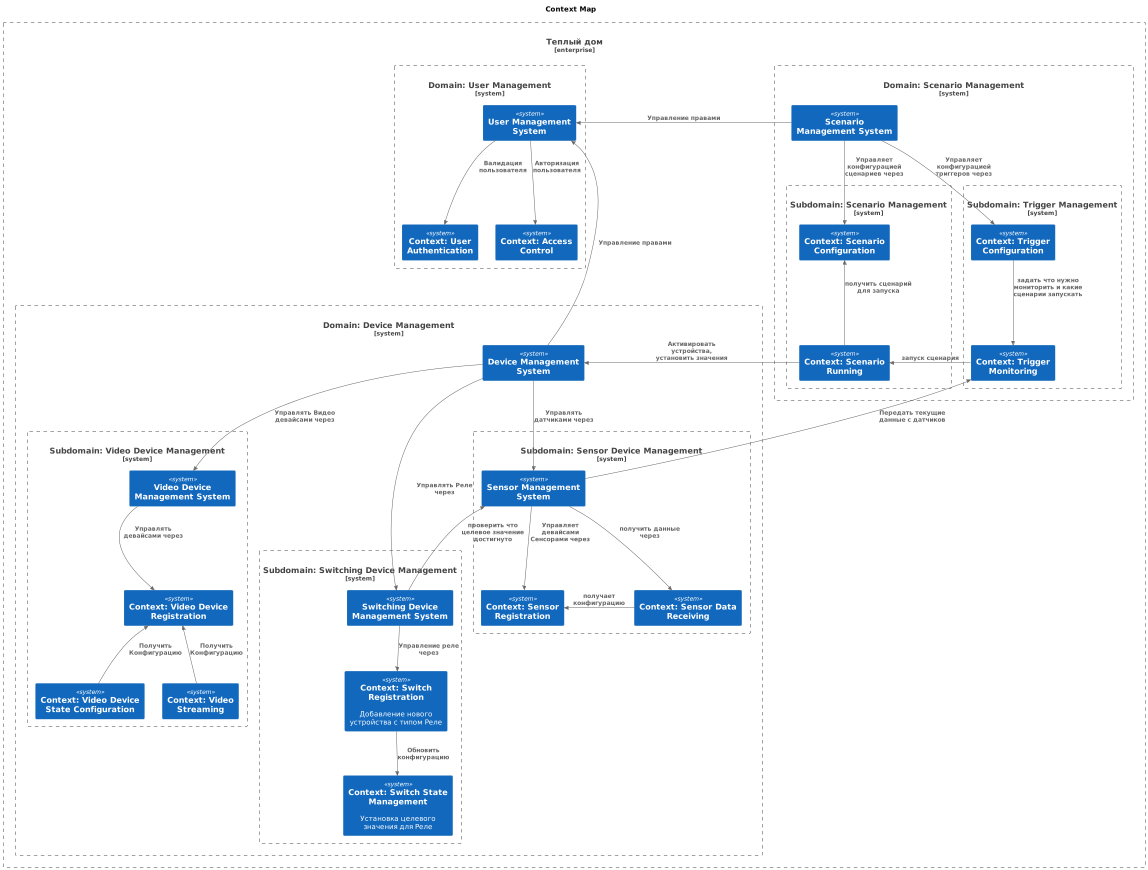 Context Map
Теплый дом
[enterprise]
Domain: User Management
[system]
«system»
User Management
System
Валидация
пользователя
Авторизация
пользователя
«system»
Context: User
Authentication
«system»
Context: Access
Control
Управление правами
Управление правами
Domain: Scenario Management
[system]
«system»
Scenario
Management System
Управляет
конфигурацией
сценариев через
Управляет
конфигурацией
триггеров через
Subdomain: Scenario Management
[system]
«system»
Context: Scenario
Configuration
получить сценарий
для запуска
«system»
Context: Scenario
Running
Subdomain: Trigger Management
[system]
«system»
Context: Trigger
Configuration
задать что нужно
мониторить и какие
сценарии запускать
запуск сценария
«system»
Context: Trigger
Monitoring
Активировать
устройства,
установить значения
Передать текущие
данные с датчиков
Domain: Device Management
[system]
«system»
Device Management
System
Управлять Видео
девайсами через
Управлять
датчиками через
Управлять Реле
через
Subdomain: Video Device Management
[system]
«system»
Video Device
Management System
Управлять
девайсами через
«system»
Context: Video Device
Registration
Получить
Конфигурацию
Получить
Конфигурацию
«system»
Context: Video Device
State Configuration
«system»
Context: Video
Streaming
Subdomain: Sensor Device Management
[system]
«system»
Sensor Management
System
проверить что
целевое значение
достигнуто
Управляет
девайсами
Сенсорами через
получить данные
через
«system»
Context: Sensor
Registration
получает
конфигурацию
«system»
Context: Sensor Data
Receiving
Subdomain: Switching Device Management
[system]
«system»
Switching Device
Management System
Управление реле
через
«system»
Context: Switch
Registration
Добавление нового
устройства с типом Реле
Обновить
конфигурацию
«system»
Context: Switch State
Management
Установка целевого
значения для Реле